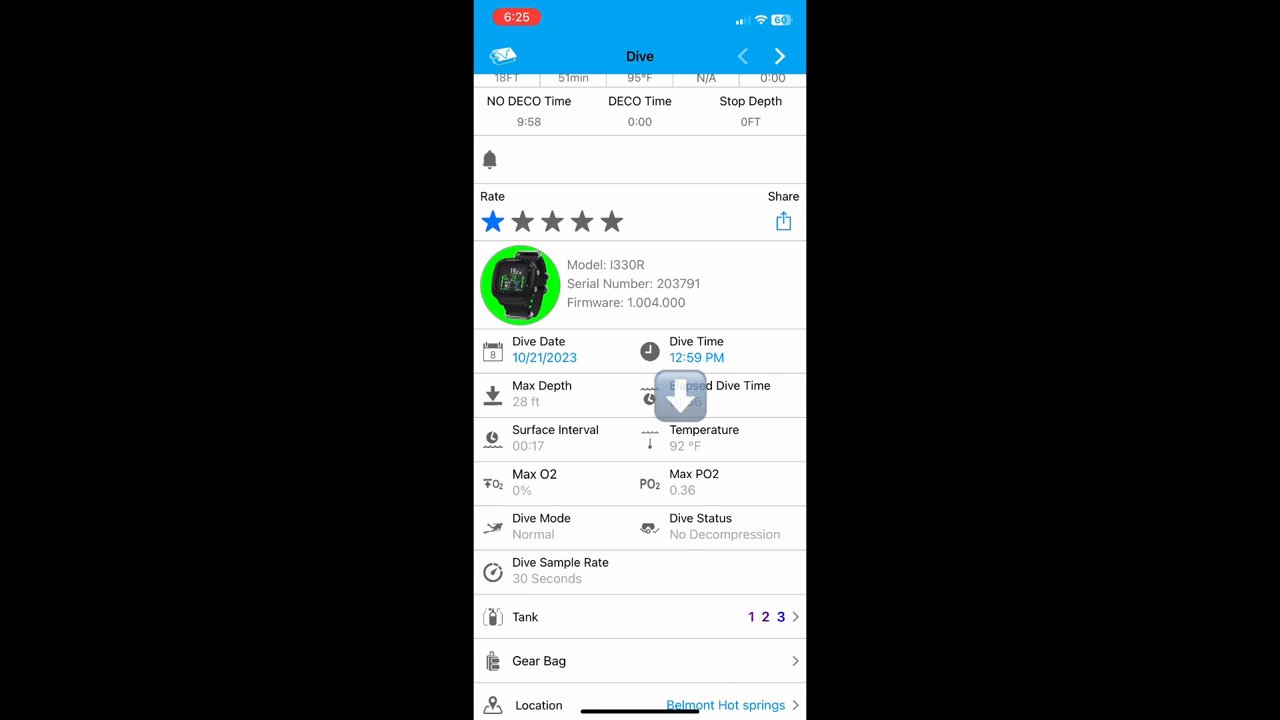 6:25
60
Dive
18FT 51min 95°F N/A 0:00
NO DECO Time DECO Time Stop Depth
9:58 0:00 0FT
Rate Share
Model: I330R
Serial Number: 203791
Firmware: 1.004.000
Dive Date Dive Time
8 10/21/2023 12:59 PM
Max Depth Elapsed Dive Time
28 ft
Surface Interval Temperature
00:17 92 °F
Max O2 Max PO2
O₂ 0% PO₂ 0.36
Dive Mode Dive Status
Normal No Decompression
Dive Sample Rate
30 Seconds
Tank 1 2 3
Gear Bag
Location Belmont Hot springs